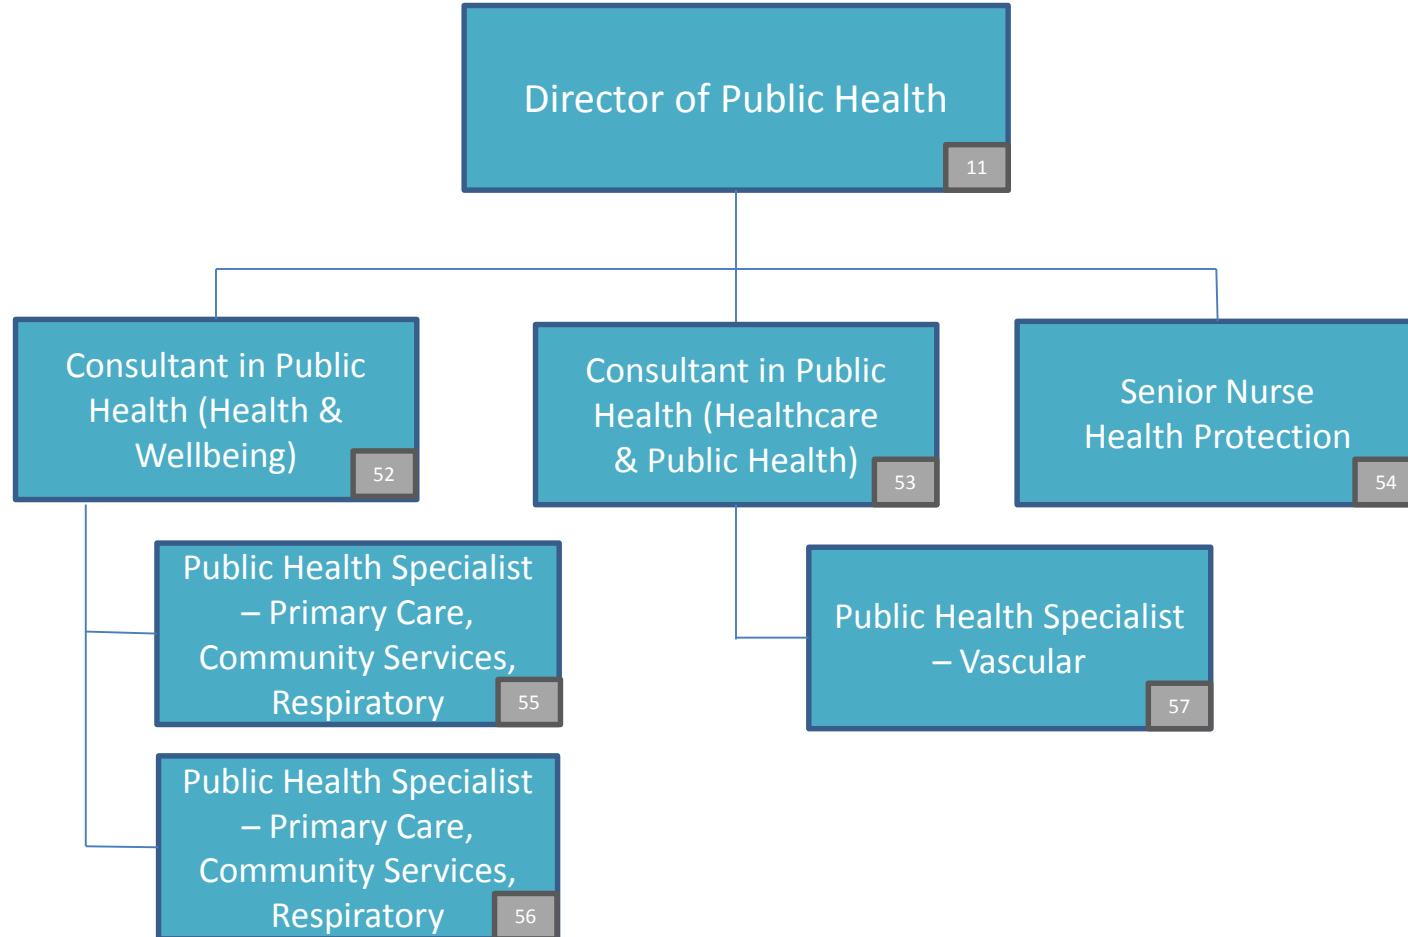 Director of Public Health
11
Consultant in Public
Health (Health &
Wellbeing)
52
Consultant in Public
Health (Healthcare
& Public Health)
53
Senior Nurse
Health Protection
54
Public Health Specialist
– Primary Care,
Community Services,
Respiratory
55
Public Health Specialist
– Vascular
57
Public Health Specialist
– Primary Care,
Community Services,
Respiratory
56